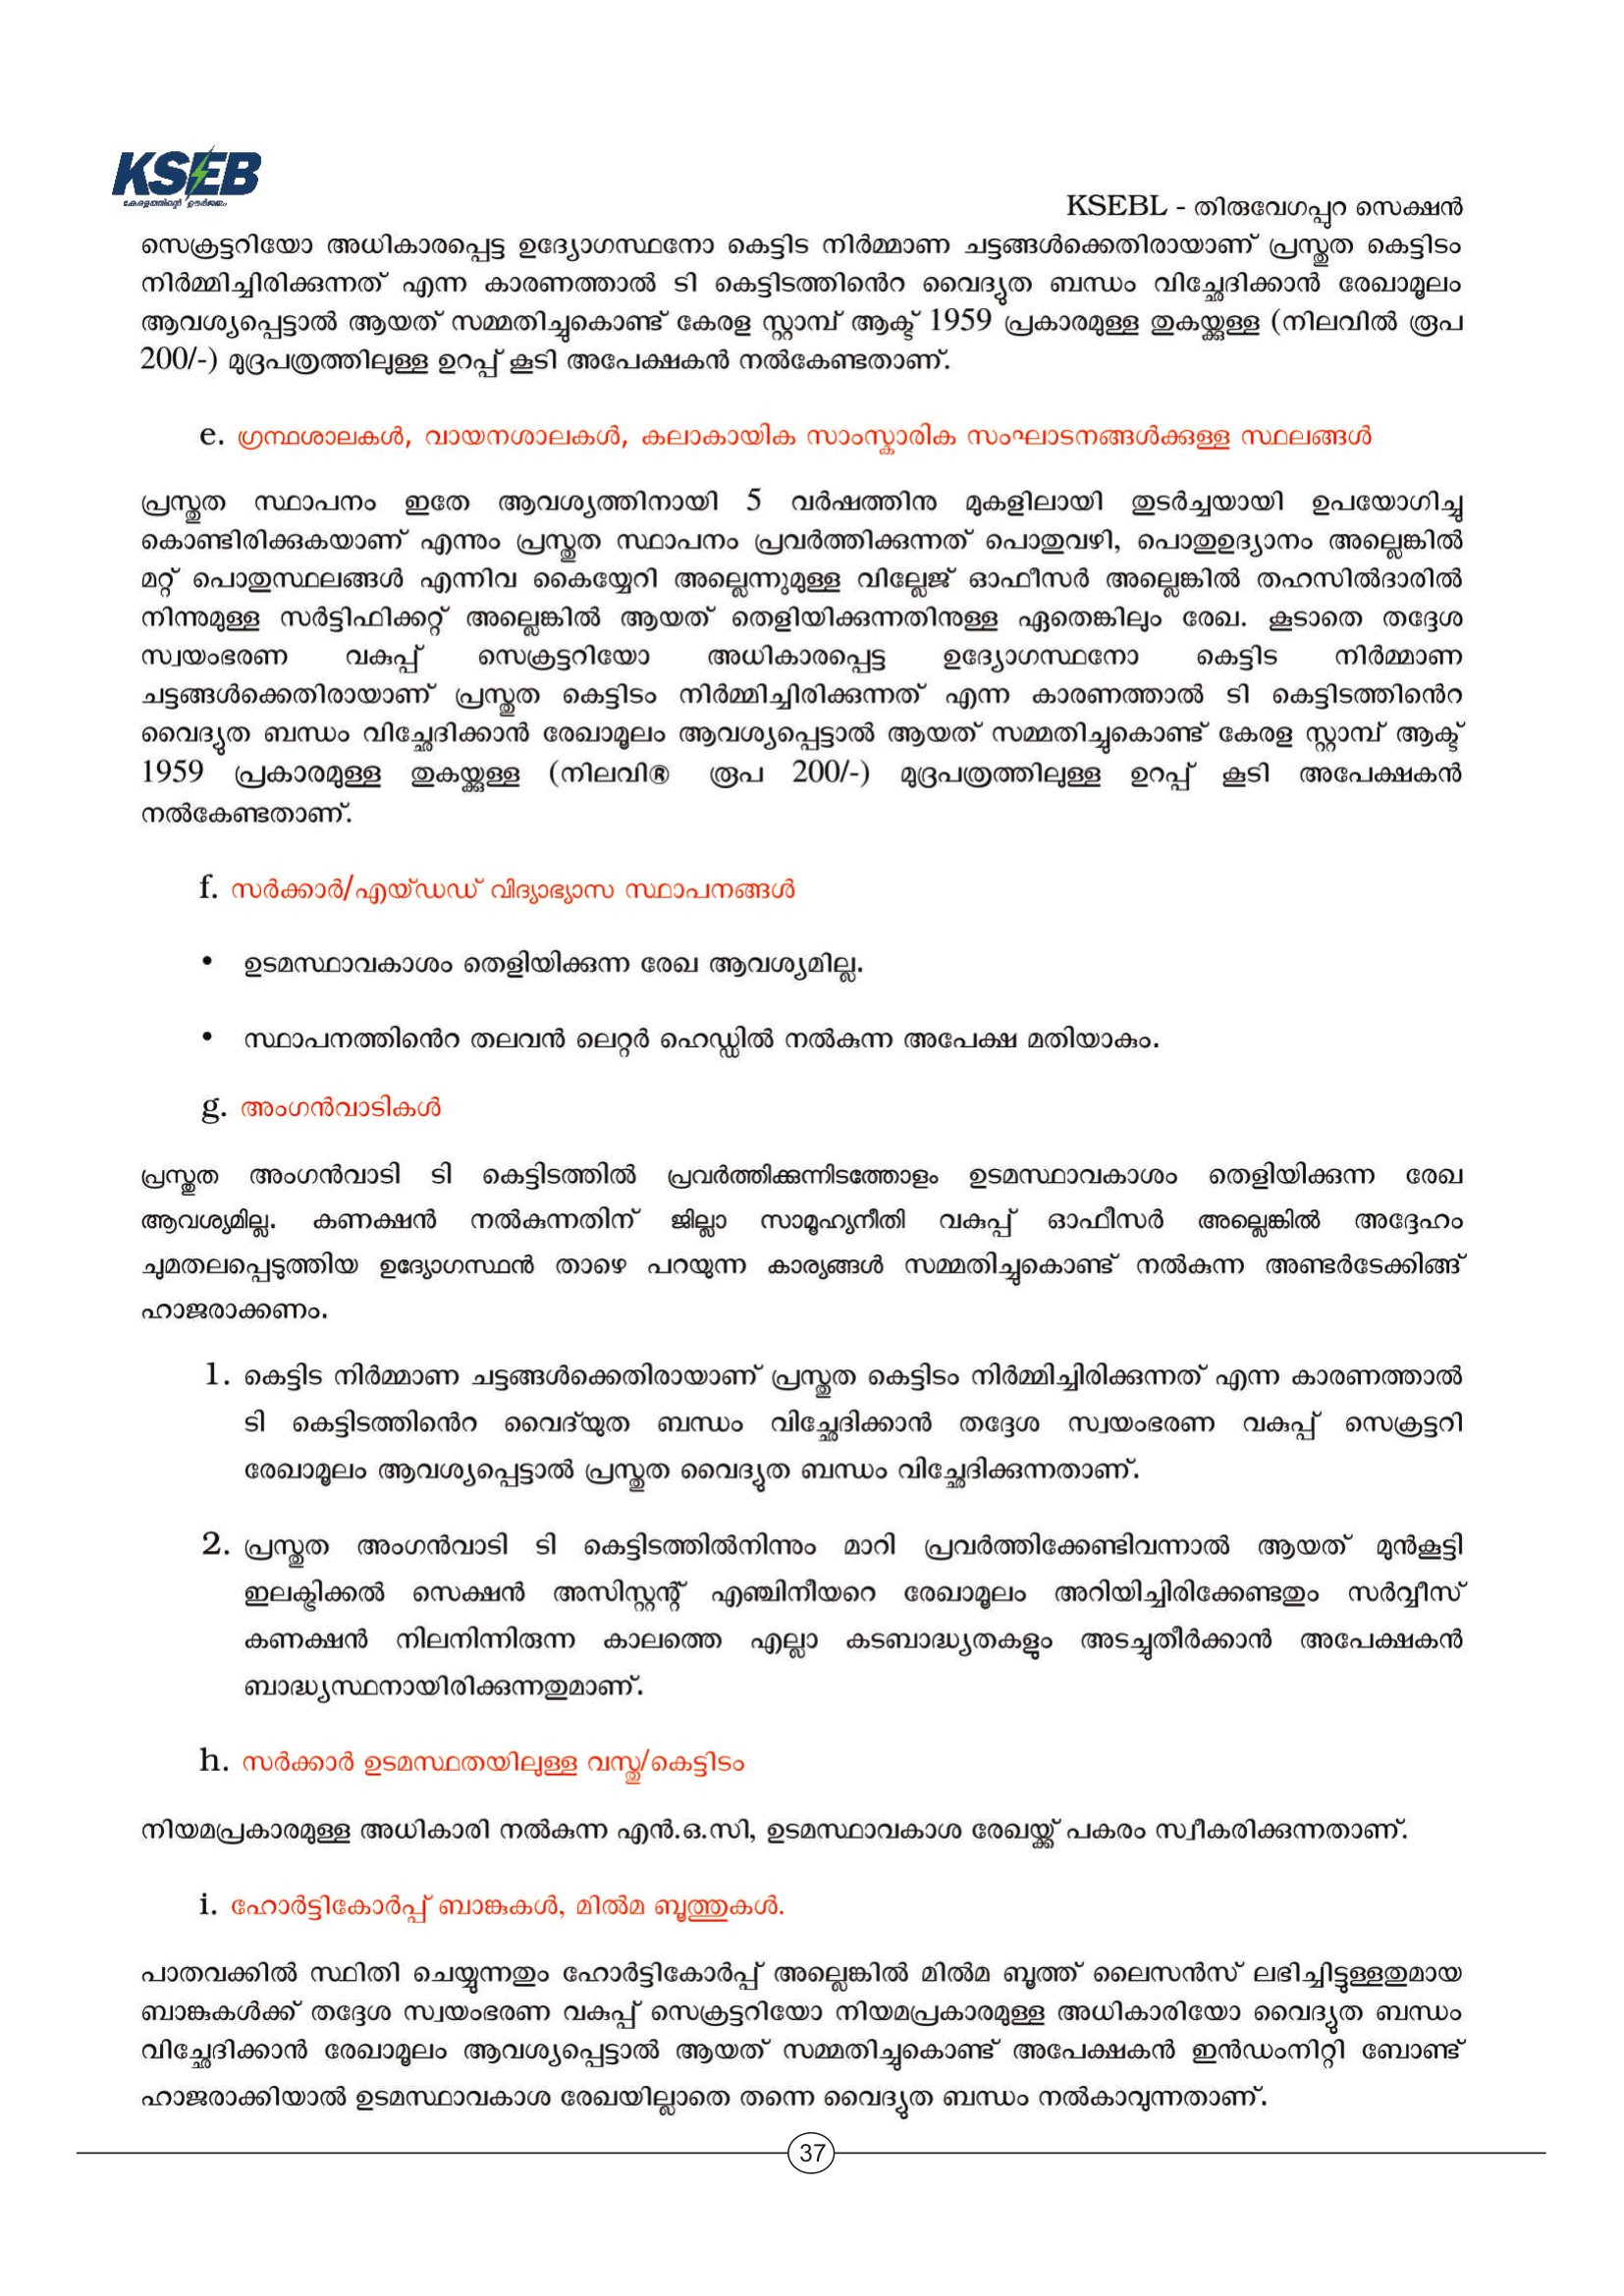 KSEB
കേരളത്തിന്റെ ഊർജ്ജം
KSEBL - തിരുവേഗപ്പുറ സെക്ഷൻ
സെക്രട്ടറിയോ അധികാരപ്പെട്ട ഉദ്യോഗസ്ഥനോ കെട്ടിട നിർമ്മാണ ചട്ടങ്ങൾക്കെതിരായാണ് പ്രസ്തുത കെട്ടിടം
നിർമ്മിച്ചിരിക്കുന്നത് എന്ന കാരണത്താൽ ടി കെട്ടിടത്തിൻെറ വൈദ്യുത ബന്ധം വിച്ഛേദിക്കാൻ രേഖാമൂലം
ആവശ്യപ്പെട്ടാൽ ആയത് സമ്മതിച്ചുകൊണ്ട് കേരള സ്റ്റാമ്പ് ആക്ട് 1959 പ്രകാരമുള്ള തുകയ്ക്കുള്ള (നിലവിൽ രൂപ
200/-) മുദ്രപത്രത്തിലുള്ള ഉറപ്പ് കൂടി അപേക്ഷകൻ നൽകേണ്ടതാണ്.
e. ഗ്രന്ഥശാലകൾ, വായനശാലകൾ, കലാകായിക സാംസ്കാരിക സംഘാടനങ്ങൾക്കുള്ള സ്ഥലങ്ങൾ
പ്രസ്തുത സ്ഥാപനം ഇതേ ആവശ്യത്തിനായി 5 വർഷത്തിനു മുകളിലായി തുടർച്ചയായി ഉപയോഗിച്ചു
കൊണ്ടിരിക്കുകയാണ് എന്നും പ്രസ്തുത സ്ഥാപനം പ്രവർത്തിക്കുന്നത് പൊതുവഴി, പൊതുഉദ്യാനം അല്ലെങ്കിൽ
മറ്റ് പൊതുസ്ഥലങ്ങൾ എന്നിവ കൈയ്യേറി അല്ലെന്നുമുള്ള വില്ലേജ് ഓഫീസർ അല്ലെങ്കിൽ തഹസിൽദാരിൽ
നിന്നുമുള്ള സർട്ടിഫിക്കറ്റ് അല്ലെങ്കിൽ ആയത് തെളിയിക്കുന്നതിനുള്ള ഏതെങ്കിലും രേഖ. കൂടാതെ തദ്ദേശ
സ്വയംഭരണ വകുപ്പ് സെക്രട്ടറിയോ അധികാരപ്പെട്ട ഉദ്യോഗസ്ഥനോ കെട്ടിട നിർമ്മാണ
ചട്ടങ്ങൾക്കെതിരായാണ് പ്രസ്തുത കെട്ടിടം നിർമ്മിച്ചിരിക്കുന്നത് എന്ന കാരണത്താൽ ടി കെട്ടിടത്തിൻെറ
വൈദ്യുത ബന്ധം വിച്ഛേദിക്കാൻ രേഖാമൂലം ആവശ്യപ്പെട്ടാൽ ആയത് സമ്മതിച്ചുകൊണ്ട് കേരള സ്റ്റാമ്പ് ആക്ട്
1959 പ്രകാരമുള്ള തുകയ്ക്കുള്ള (നിലവി® രൂപ 200/-) മുദ്രപത്രത്തിലുള്ള ഉറപ്പ് കൂടി അപേക്ഷകൻ
നൽകേണ്ടതാണ്.
f. സർക്കാർ/എയ്ഡഡ് വിദ്യാഭ്യാസ സ്ഥാപനങ്ങൾ
• ഉടമസ്ഥാവകാശം തെളിയിക്കുന്ന രേഖ ആവശ്യമില്ല.
• സ്ഥാപനത്തിൻെറ തലവൻ ലെറ്റർ ഹെഡ്ഡിൽ നൽകുന്ന അപേക്ഷ മതിയാകും.
g. അംഗൻവാടികൾ
പ്രസ്തുത അംഗൻവാടി ടി കെട്ടിടത്തിൽ പ്രവർത്തിക്കുന്നിടത്തോളം ഉടമസ്ഥാവകാശം തെളിയിക്കുന്ന രേഖ
ആവശ്യമില്ല. കണക്ഷൻ നൽകുന്നതിന് ജില്ലാ സാമൂഹ്യനീതി വകുപ്പ് ഓഫീസർ അല്ലെങ്കിൽ അദ്ദേഹം
ചുമതലപ്പെടുത്തിയ ഉദ്യോഗസ്ഥൻ താഴെ പറയുന്ന കാര്യങ്ങൾ സമ്മതിച്ചുകൊണ്ട് നൽകുന്ന അണ്ടർടേക്കിങ്ങ്
ഹാജരാക്കണം.
1. കെട്ടിട നിർമ്മാണ ചട്ടങ്ങൾക്കെതിരായാണ് പ്രസ്തുത കെട്ടിടം നിർമ്മിച്ചിരിക്കുന്നത് എന്ന കാരണത്താൽ
ടി കെട്ടിടത്തിൻെറ വൈദ്‌യുത ബന്ധം വിച്ഛേദിക്കാൻ തദ്ദേശ സ്വയംഭരണ വകുപ്പ് സെക്രട്ടറി
രേഖാമൂലം ആവശ്യപ്പെട്ടാൽ പ്രസ്തുത വൈദ്യുത ബന്ധം വിച്ഛേദിക്കുന്നതാണ്.
2. പ്രസ്തുത അംഗൻവാടി ടി കെട്ടിടത്തിൽനിന്നും മാറി പ്രവർത്തിക്കേണ്ടിവന്നാൽ ആയത് മുൻകൂട്ടി
ഇലക്ട്രിക്കൽ സെക്ഷൻ അസിസ്റ്റന്റ് എഞ്ചിനീയറെ രേഖാമൂലം അറിയിച്ചിരിക്കേണ്ടതും സർവ്വീസ്
കണക്ഷൻ നിലനിന്നിരുന്ന കാലത്തെ എല്ലാ കടബാദ്ധ്യതകളും അടച്ചുതീർക്കാൻ അപേക്ഷകൻ
ബാദ്ധ്യസ്ഥനായിരിക്കുന്നതുമാണ്.
h. സർക്കാർ ഉടമസ്ഥതയിലുള്ള വസ്തു/കെട്ടിടം
നിയമപ്രകാരമുള്ള അധികാരി നൽകുന്ന എൻ.ഒ.സി, ഉടമസ്ഥാവകാശ രേഖയ്ക്ക് പകരം സ്വീകരിക്കുന്നതാണ്.
i. ഹോർട്ടികോർപ്പ് ബാങ്കുകൾ, മിൽമ ബൂത്തുകൾ.
പാതവക്കിൽ സ്ഥിതി ചെയ്യുന്നതും ഹോർട്ടികോർപ്പ് അല്ലെങ്കിൽ മിൽമ ബൂത്ത് ലൈസൻസ് ലഭിച്ചിട്ടുള്ളതുമായ
ബാങ്കുകൾക്ക് തദ്ദേശ സ്വയംഭരണ വകുപ്പ് സെക്രട്ടറിയോ നിയമപ്രകാരമുള്ള അധികാരിയോ വൈദ്യുത ബന്ധം
വിച്ഛേദിക്കാൻ രേഖാമൂലം ആവശ്യപ്പെട്ടാൽ ആയത് സമ്മതിച്ചുകൊണ്ട് അപേക്ഷകൻ ഇൻഡംനിറ്റി ബോണ്ട്
ഹാജരാക്കിയാൽ ഉടമസ്ഥാവകാശ രേഖയില്ലാതെ തന്നെ വൈദ്യുത ബന്ധം നൽകാവുന്നതാണ്.
37